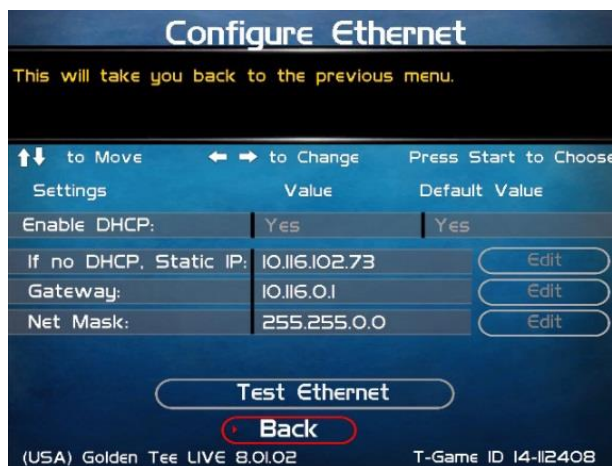 Configure Ethernet
This will take you back to the previous menu.
to Move to Change Press Start to Choose
Settings Value Default Value
Enable DHCP: Yes Yes
If no DHCP, Static IP: 10.116.102.73 Edit
Gateway: 10.116.0.1 Edit
Net Mask: 255.255.0.0 Edit
Test Ethernet
Back
(USA) Golden Tee LIVE 8.01.02 T-Game ID 14-112408